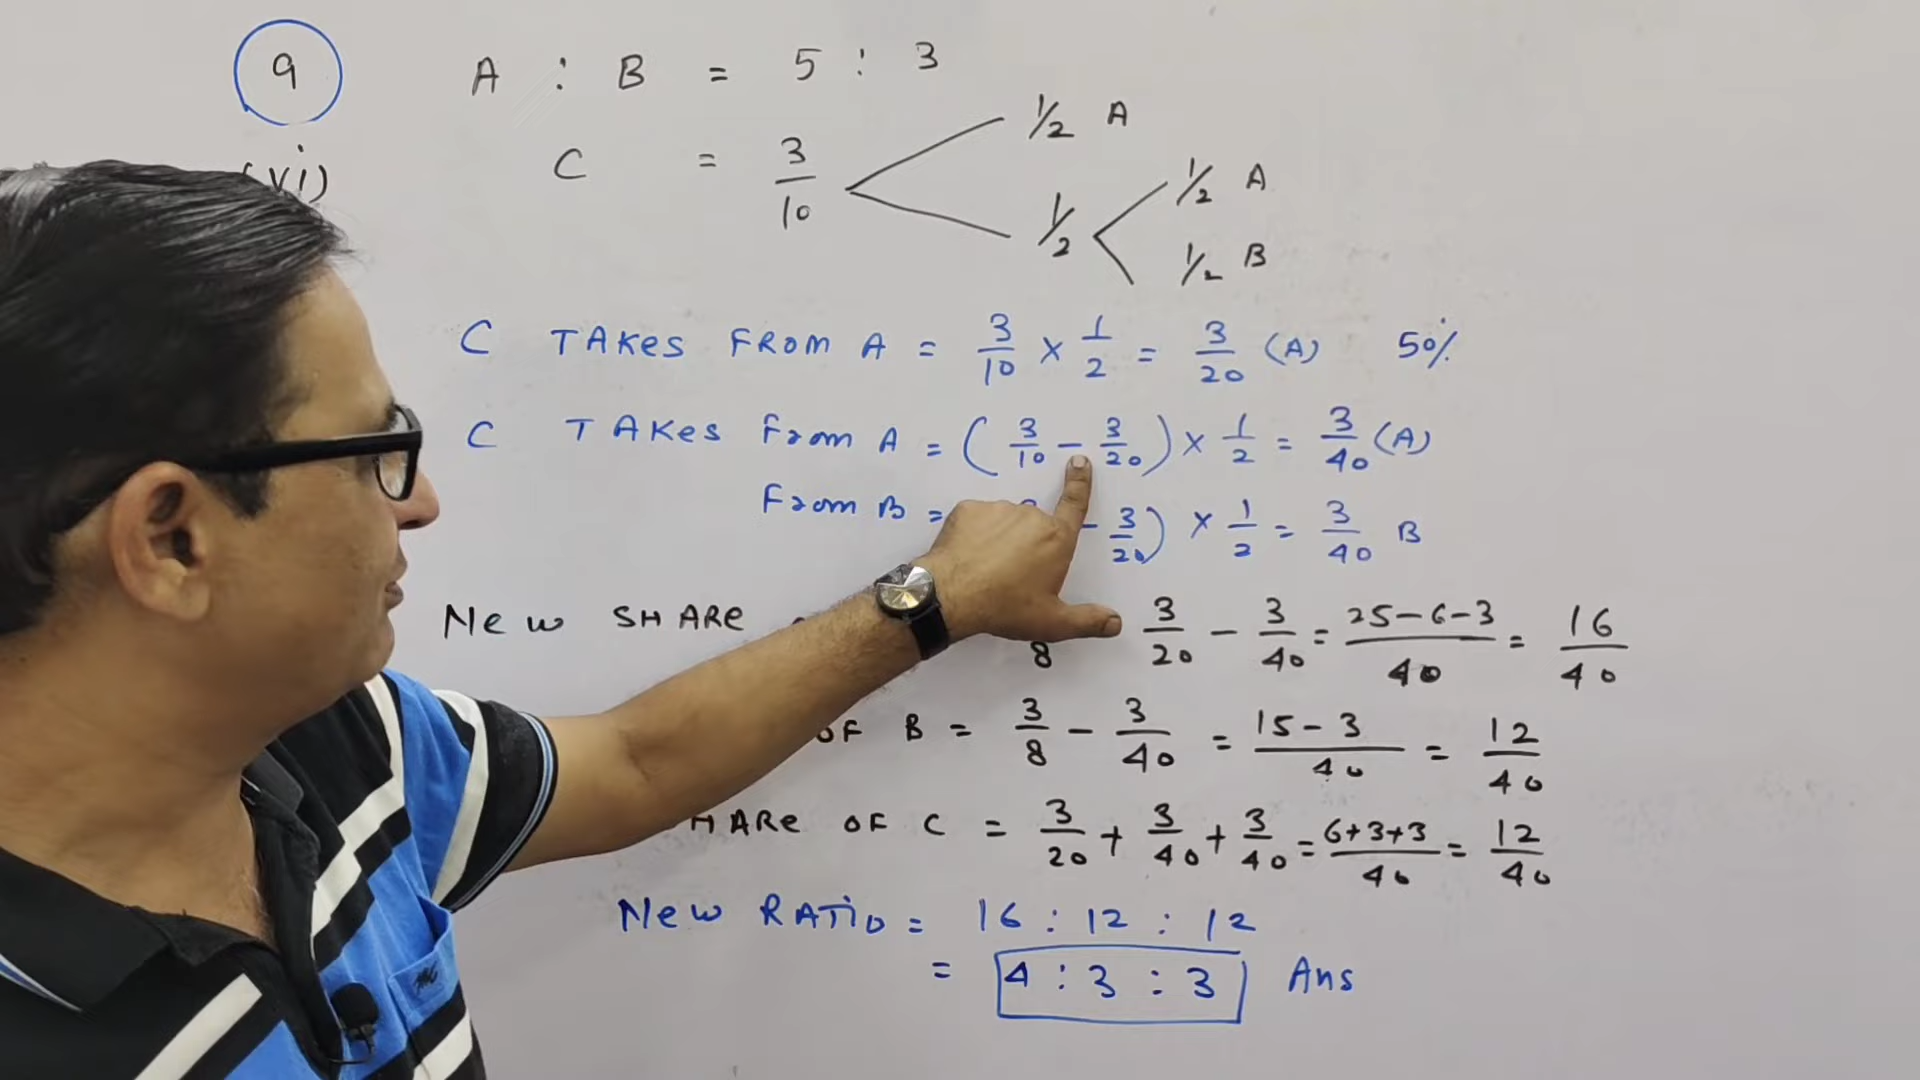 9 A : B = 5 : 3
(vi) C = 3/10 1/2 A
1/2 1/2 A
1/2 B
C TAKES FROM A = 3/10 × 1/2 = 3/20 (A) 50%
C TAKES From A = (3/10 - 3/20) × 1/2 = 3/40 (A)
From B = - 3/20) × 1/2 = 3/40 B
New SHARE 8 3/20 - 3/40 = 25-6-3/40 = 16/40
OF B = 3/8 - 3/40 = 15-3/40 = 12/40
HARe OF C = 3/20 + 3/40 + 3/40 = 6+3+3/40 = 12/40
New RATIO = 16 : 12 : 12
= 4 : 3 : 3 Ans